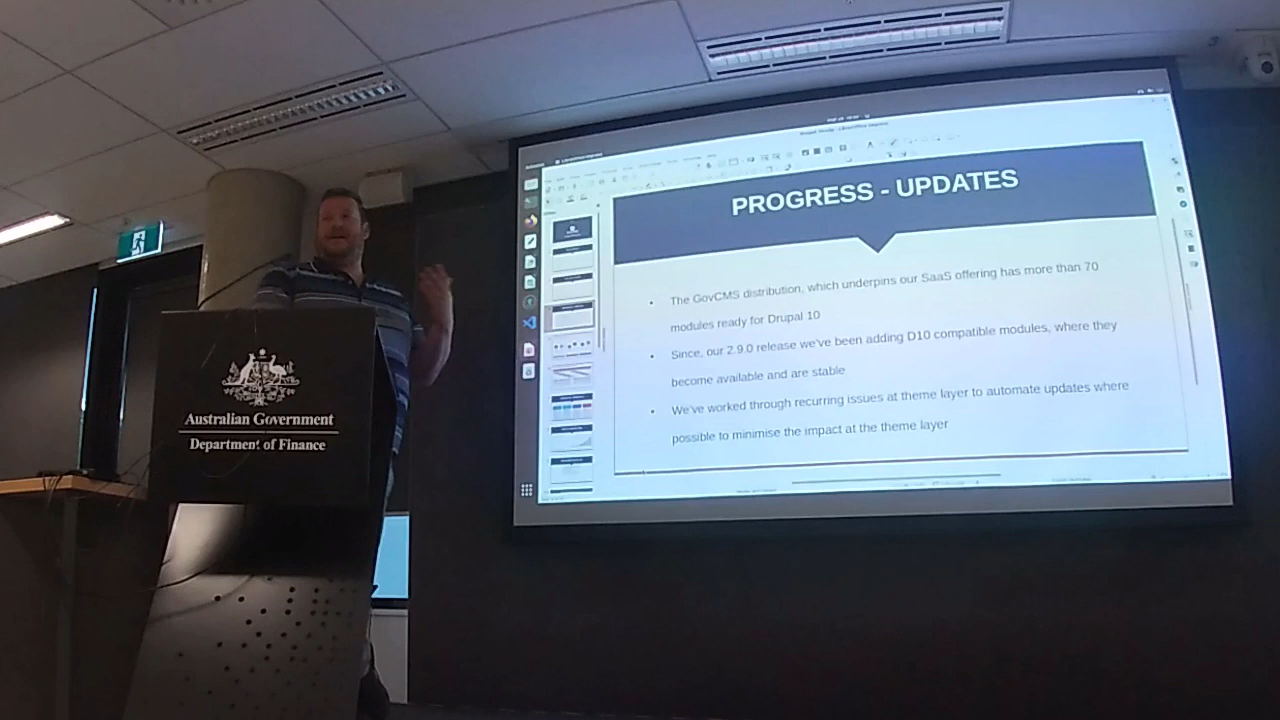 PROGRESS - UPDATES
• The GovCMS distribution, which underpins our SaaS offering has more than 70
modules ready for Drupal 10
• Since, our 2.9.0 release we've been adding D10 compatible modules, where they
become available and are stable
• We've worked through recurring issues at theme layer to automate updates where
possible to minimise the impact at the theme layer
Australian Government
Department of Finance